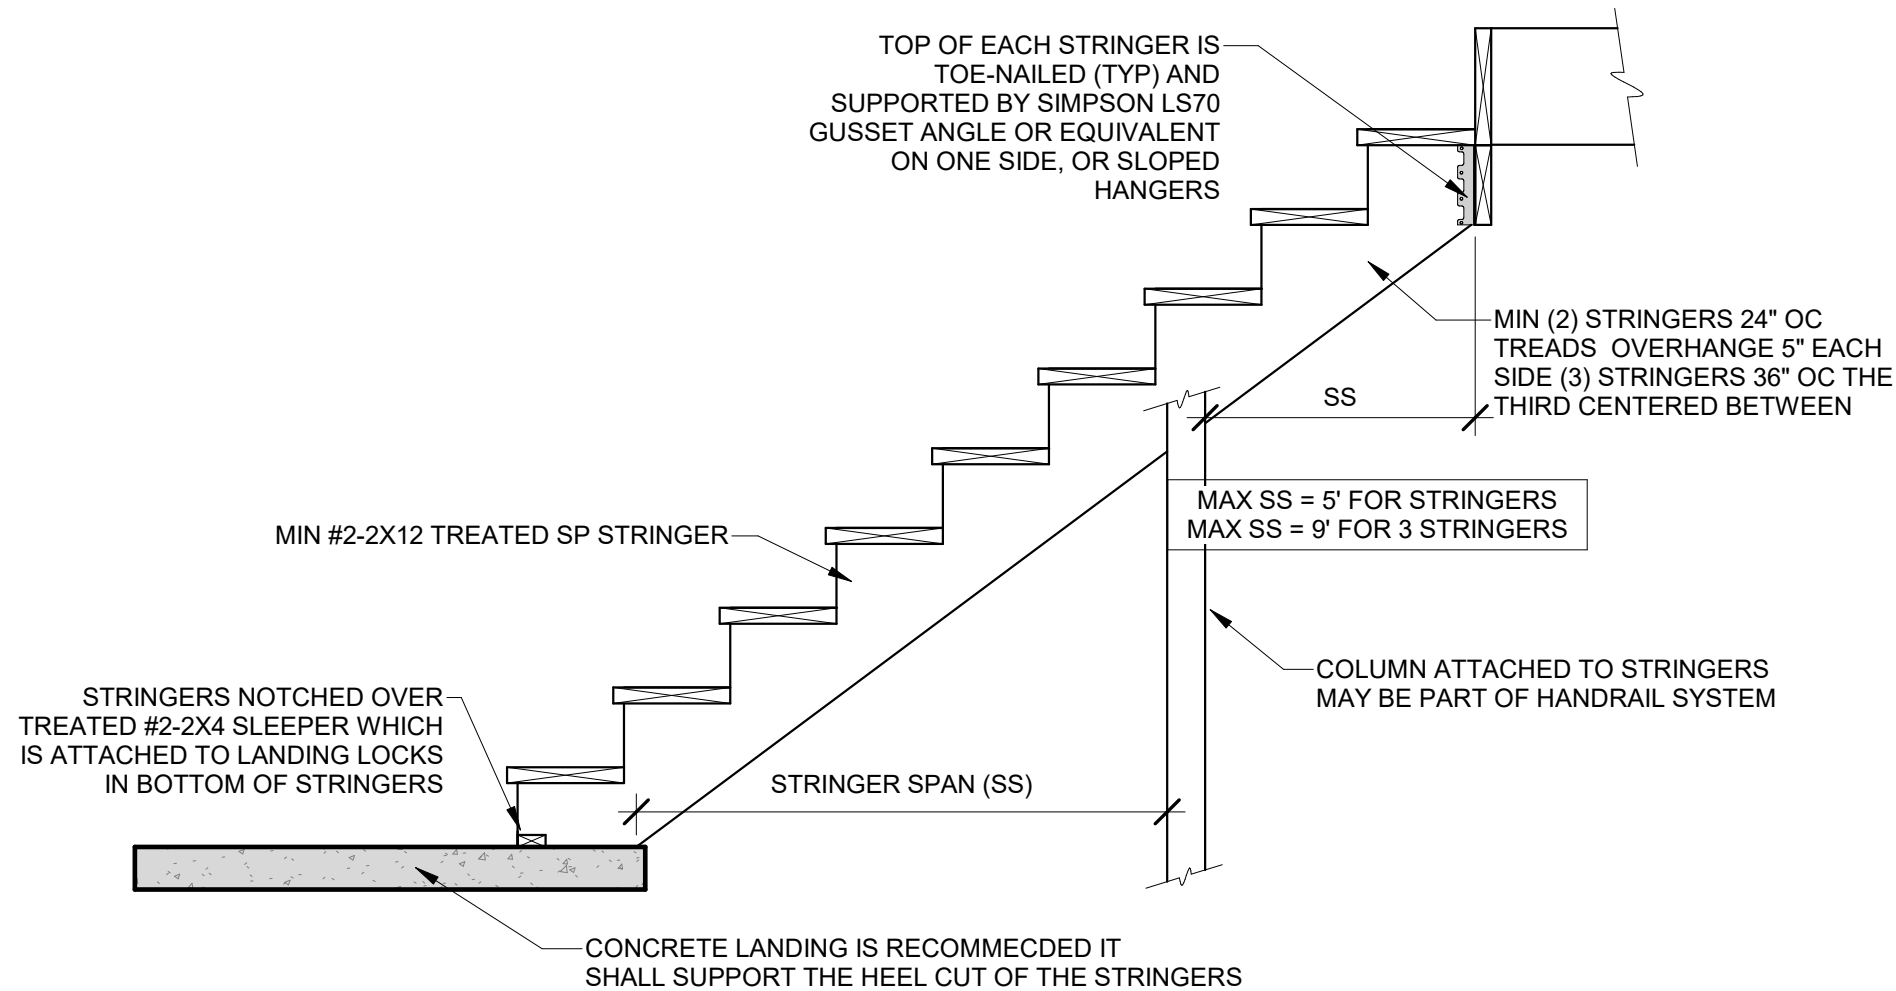 TOP OF EACH STRINGER IS
TOE-NAILED (TYP) AND
SUPPORTED BY SIMPSON LS70
GUSSET ANGLE OR EQUIVALENT
ON ONE SIDE, OR SLOPED
HANGERS
MIN (2) STRINGERS 24" OC
TREADS  OVERHANGE 5" EACH
SIDE (3) STRINGERS 36" OC THE
THIRD CENTERED BETWEEN
SS
MAX SS = 5' FOR STRINGERS
MAX SS = 9' FOR 3 STRINGERS
MIN #2-2X12 TREATED SP STRINGER
COLUMN ATTACHED TO STRINGERS
MAY BE PART OF HANDRAIL SYSTEM
STRINGERS NOTCHED OVER
TREATED #2-2X4 SLEEPER WHICH
IS ATTACHED TO LANDING LOCKS
IN BOTTOM OF STRINGERS
STRINGER SPAN (SS)
CONCRETE LANDING IS RECOMMECDED IT
SHALL SUPPORT THE HEEL CUT OF THE STRINGERS